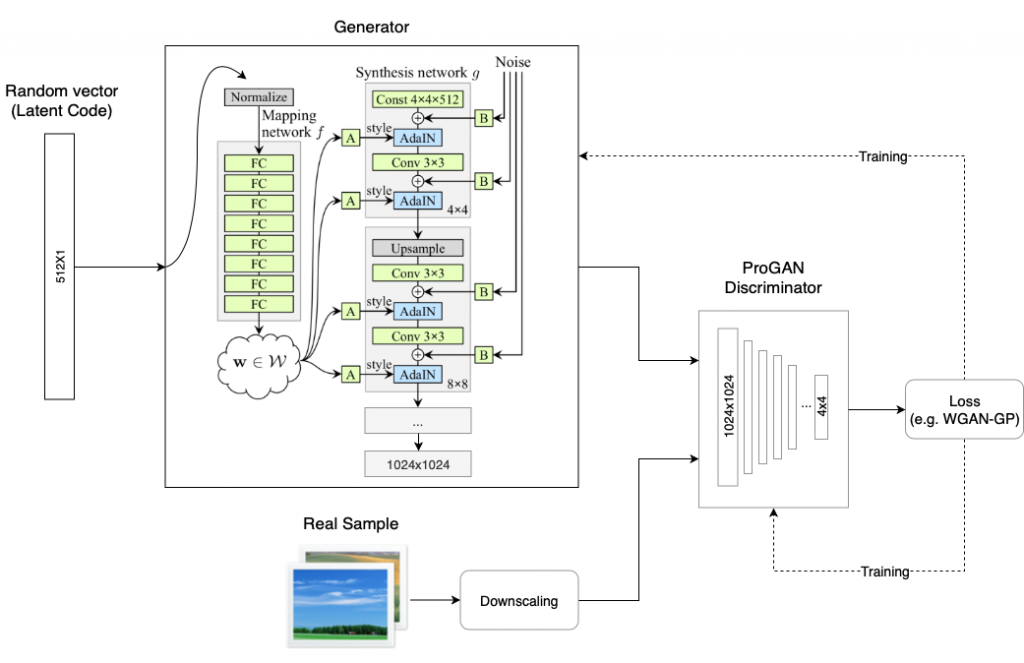 Generator
Random vector
(Latent Code)
512X1
Normalize
Mapping
network f
FC
FC
FC
FC
FC
FC
FC
FC
w ∈ W
Synthesis network g
Noise
Const 4×4×512
B
A
style
AdaIN
Conv 3×3
B
A
style
AdaIN
4×4
Upsample
Conv 3×3
B
A
style
AdaIN
Conv 3×3
B
A
style
AdaIN
8×8
...
1024x1024
Training
ProGAN
Discriminator
1024x1024
...
4x4
Loss
(e.g. WGAN-GP)
Training
Real Sample
Downscaling